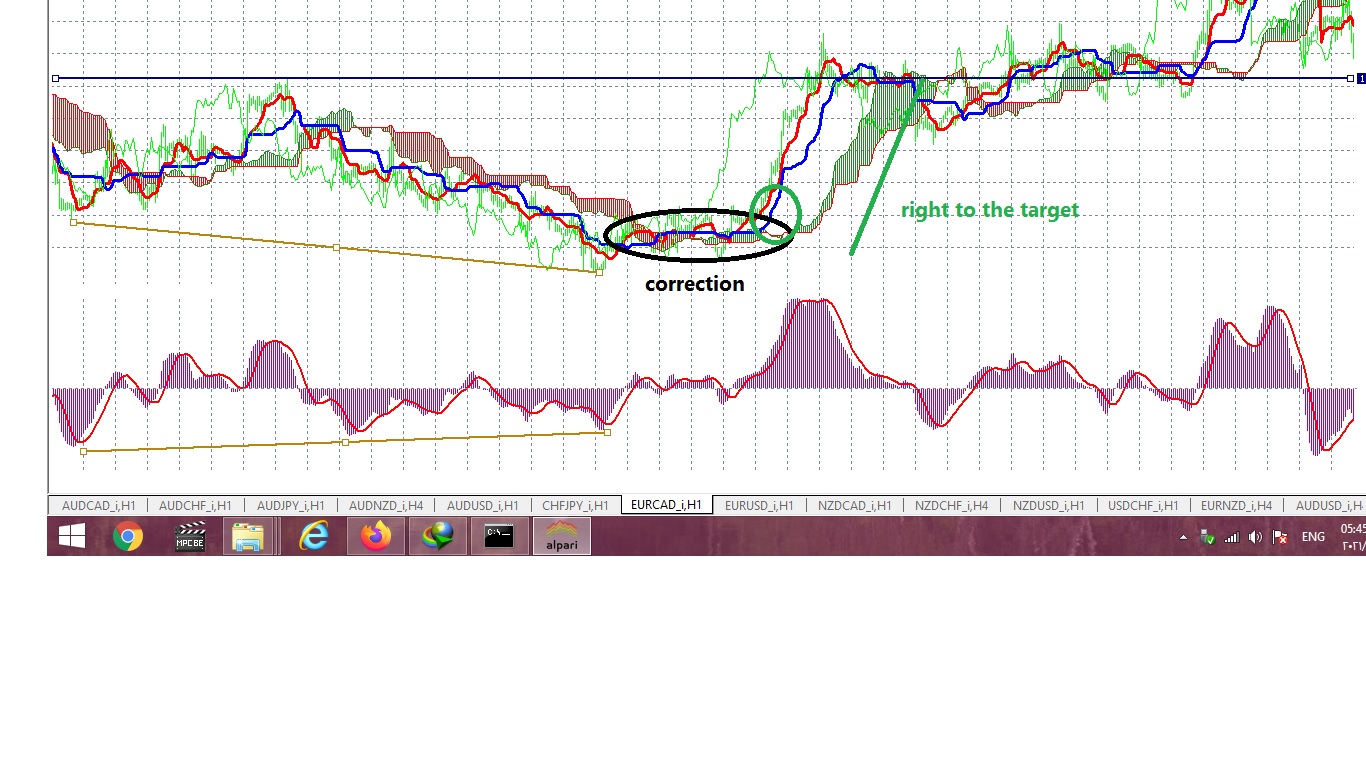 1
right to the target
correction
AUDCAD_i,H1 AUDCHF_i,H1 AUDJPY_i,H1 AUDNZD_i,H4 AUDUSD_i,H1 CHFJPY_i,H1 EURCAD_i,H1 EURUSD_i,H1 NZDCAD_i,H1 NZDCHF_i,H4 NZDUSD_i,H1 USDCHF_i,H1 EURNZD_i,H4 AUDUSD_i,H
MPC BE
C:\_
alpari
ENG
05:45
٢٠٢١/